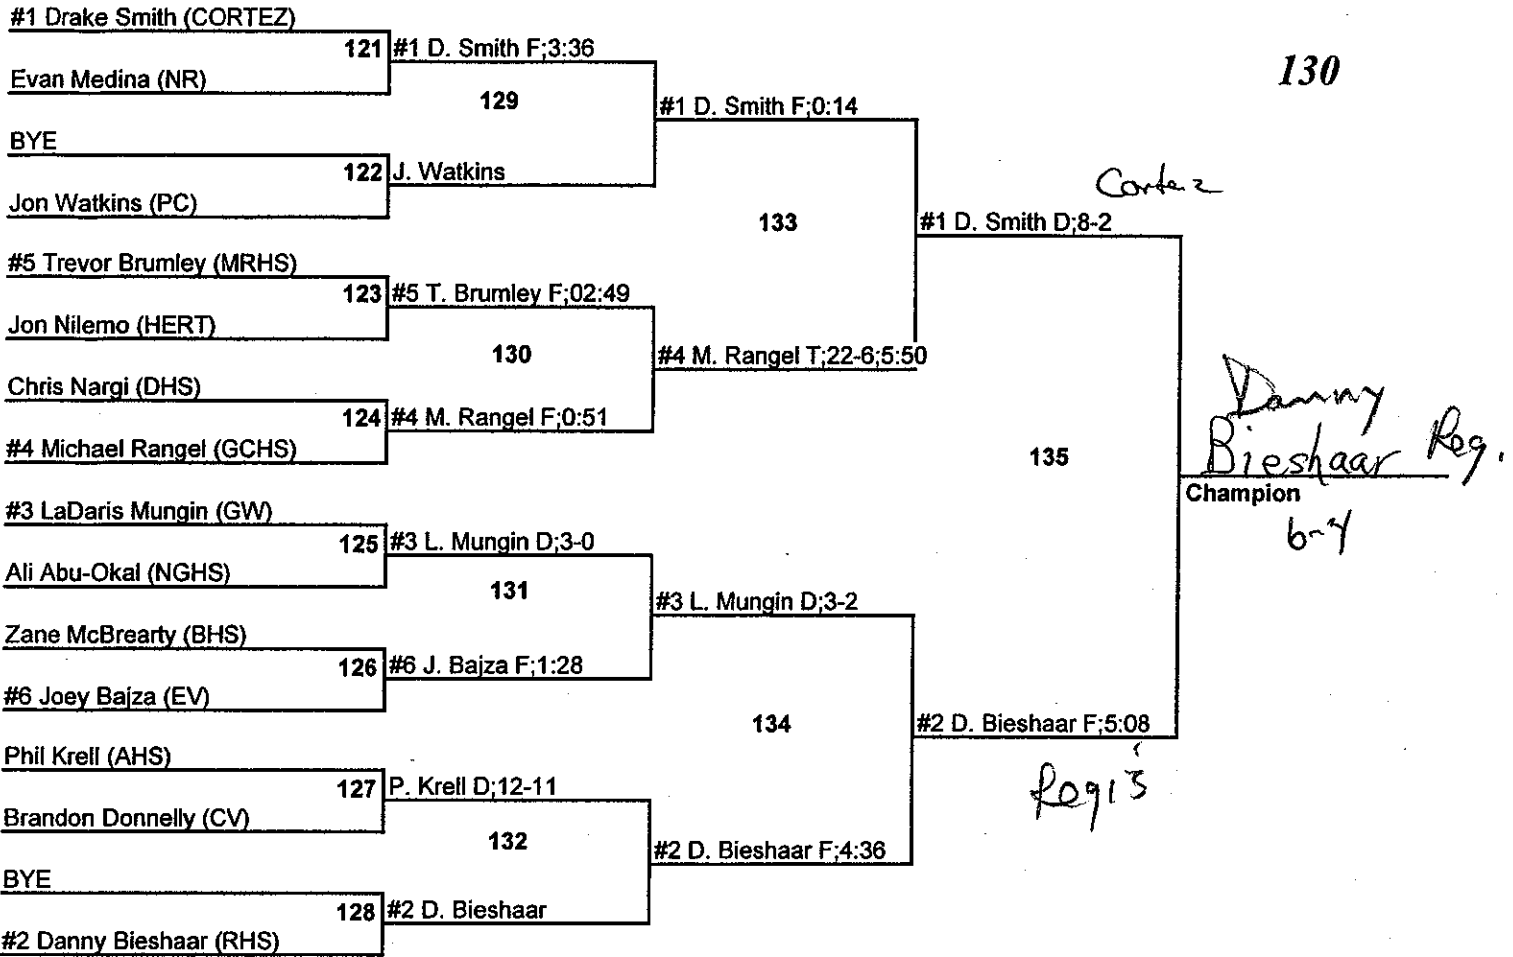 #1 Drake Smith (CORTEZ)
121 #1 D. Smith F;3:36
130
Evan Medina (NR)
129
#1 D. Smith F;0:14
BYE
122 J. Watkins
Cortez
Jon Watkins (PC)
133
#1 D. Smith D;8-2
#5 Trevor Brumley (MRHS)
123 #5 T. Brumley F;02:49
Jon Nilemo (HERT)
130
#4 M. Rangel T;22-6;5:50
Chris Nargi (DHS)
124 #4 M. Rangel F;0:51
#4 Michael Rangel (GCHS)
135
Danny
Bieshaar Reg.
Champion
#3 LaDaris Mungin (GW)
125 #3 L. Mungin D;3-0
Ali Abu-Okal (NGHS)
131
#3 L. Mungin D;3-2
Zane McBrearty (BHS)
126 #6 J. Bajza F;1:28
#6 Joey Bajza (EV)
134
#2 D. Bieshaar F;5:08
Regis
Phil Krell (AHS)
127 P. Krell D;12-11
Brandon Donnelly (CV)
132
#2 D. Bieshaar F;4:36
BYE
128 #2 D. Bieshaar
#2 Danny Bieshaar (RHS)